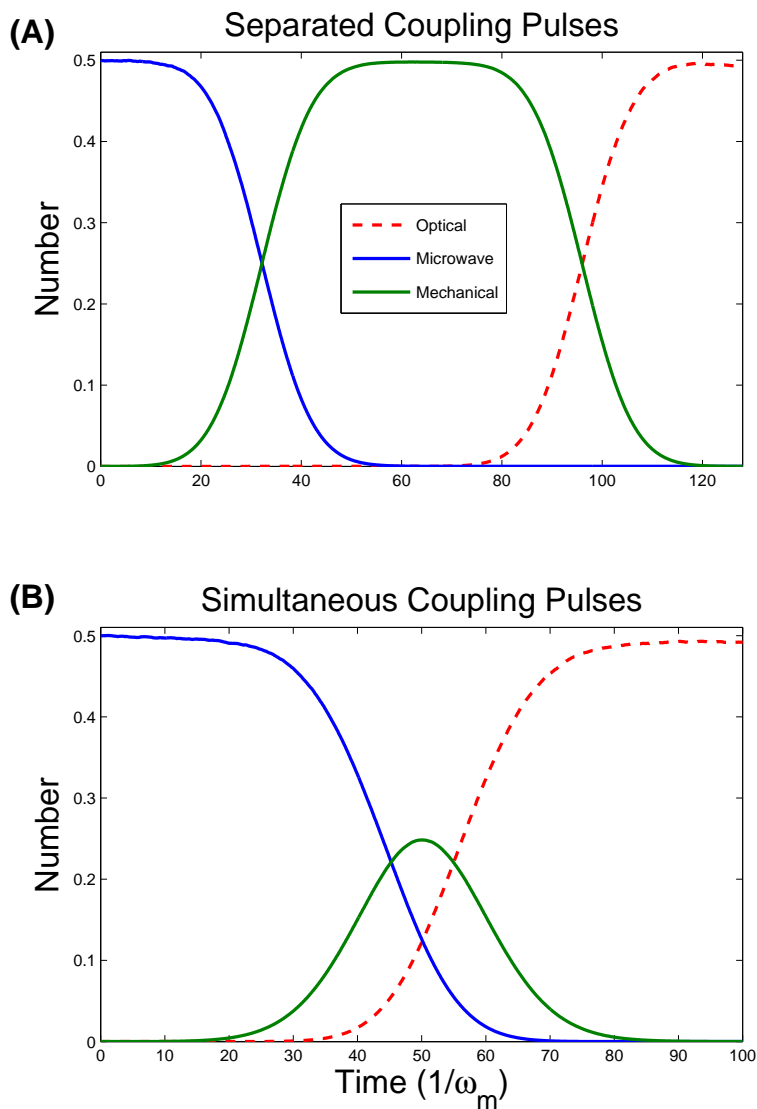 (A)
Separated Coupling Pulses
Number
0.5
0.4
0.3
0.2
0.1
0
Optical
Microwave
Mechanical
0 20 40 60 80 100 120
(B)
Simultaneous Coupling Pulses
Number
0.5
0.4
0.3
0.2
0.1
0
0 10 20 30 40 50 60 70 80 90 100
Time (1/ω_m)